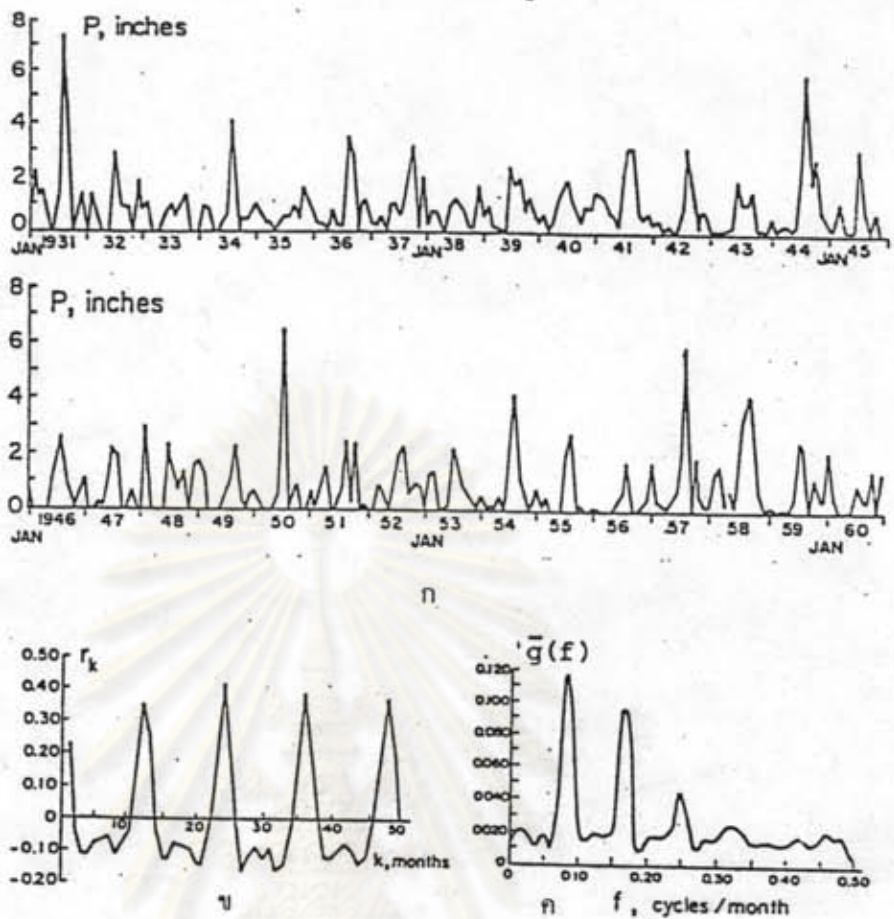 8
P, inches
6
4
2
0
JAN 1931 32 33 34 35 36 37 JAN 38 39 40 41 42 43 44 JAN 45
8
P, inches
6
4
2
0
1946 47 48 49 50 51 52 53 54 55 56 57 58 59 60
JAN JAN JAN
ก
0.50 r_k
0.40
0.30
0.20
0.10
0
-0.10
-0.20
10 20 30 40 50
k, months
ข
ḡ(f)
0.120
0.100
0.080
0.060
0.040
0.020
0
0 0.10 0.20 0.30 0.40 0.50
ค f, cycles/month